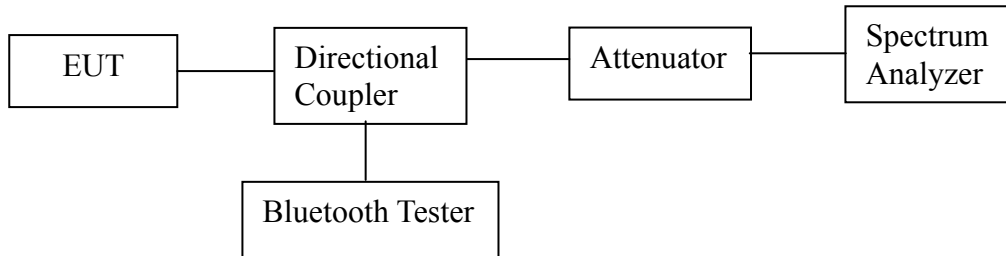 EUT
Directional
Coupler
Attenuator
Spectrum
Analyzer
Bluetooth Tester